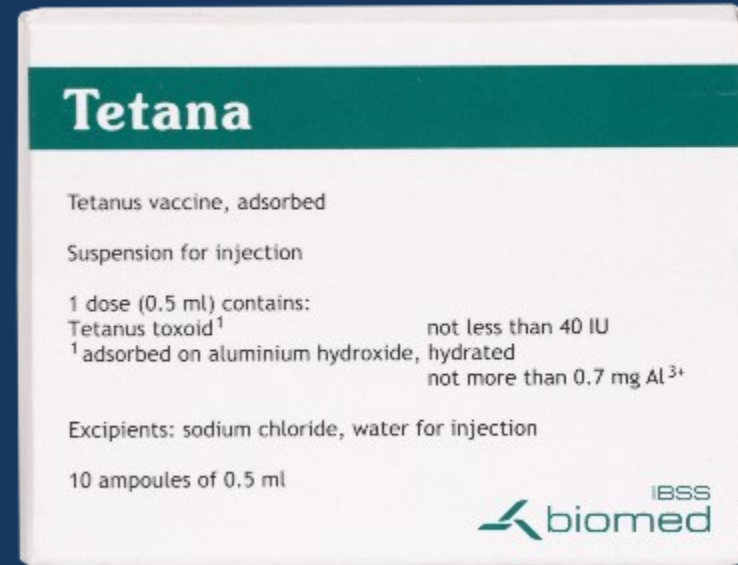 Tetana
Tetanus vaccine, adsorbed
Suspension for injection
1 dose (0.5 ml) contains:
Tetanus toxoid¹ not less than 40 IU
¹ adsorbed on aluminium hydroxide, hydrated
not more than 0.7 mg Al³⁺
Excipients: sodium chloride, water for injection
10 ampoules of 0.5 ml
IBSS
biomed